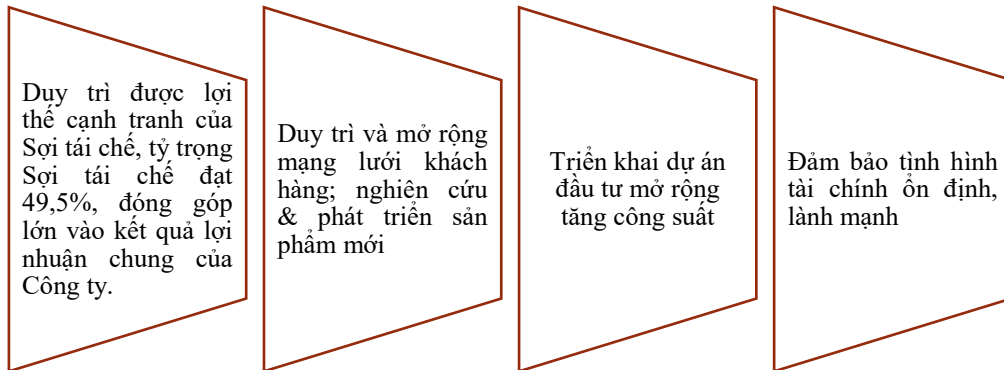 Duy trì được lợi
thế cạnh tranh của
Sợi tái chế, tỷ trọng
Sợi tái chế đạt
49,5%, đóng góp
lớn vào kết quả lợi
nhuận chung của
Công ty.
Duy trì và mở rộng
mạng lưới khách
hàng; nghiên cứu
& phát triển sản
phẩm mới
Triển khai dự án
đầu tư mở rộng
tăng công suất
Đảm bảo tình hình
tài chính ổn định,
lành mạnh